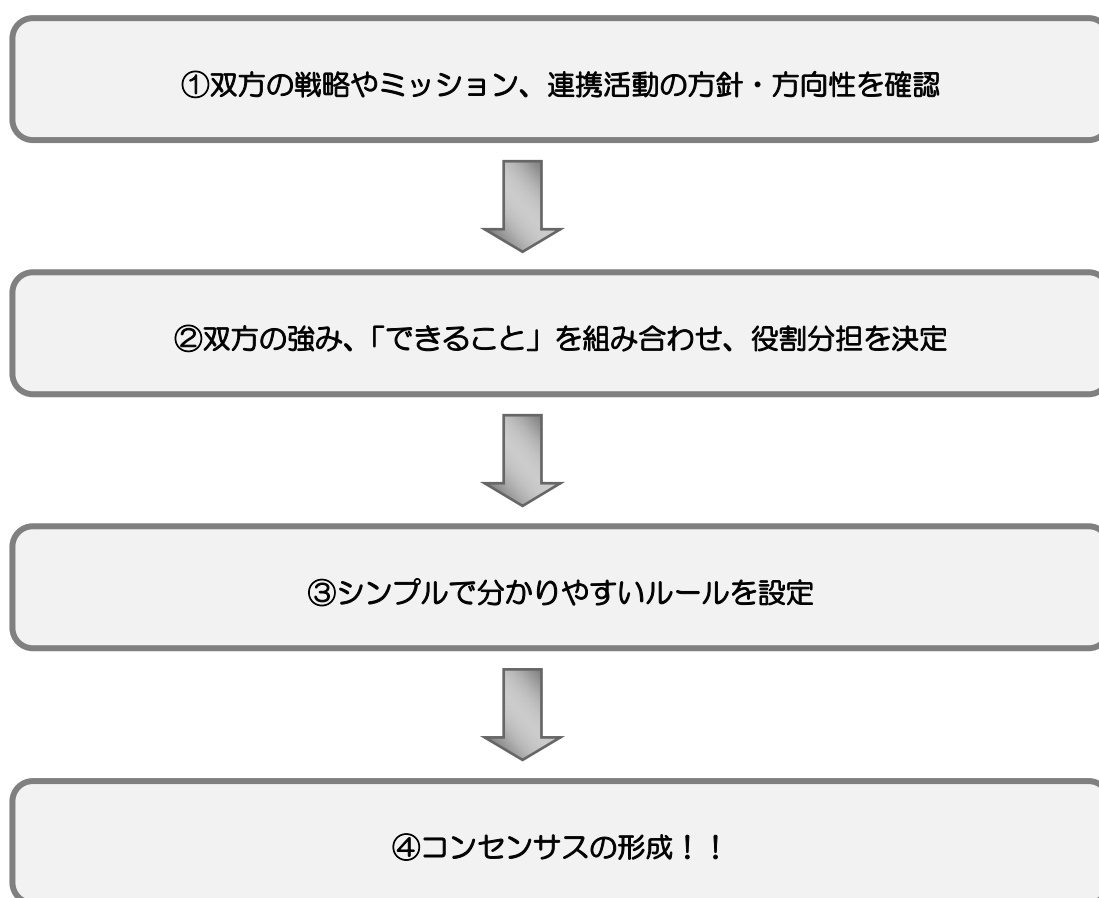 ①双方の戦略やミッション、連携活動の方針・方向性を確認
②双方の強み、「できること」を組み合わせ、役割分担を決定
③シンプルで分かりやすいルールを設定
④コンセンサスの形成！！